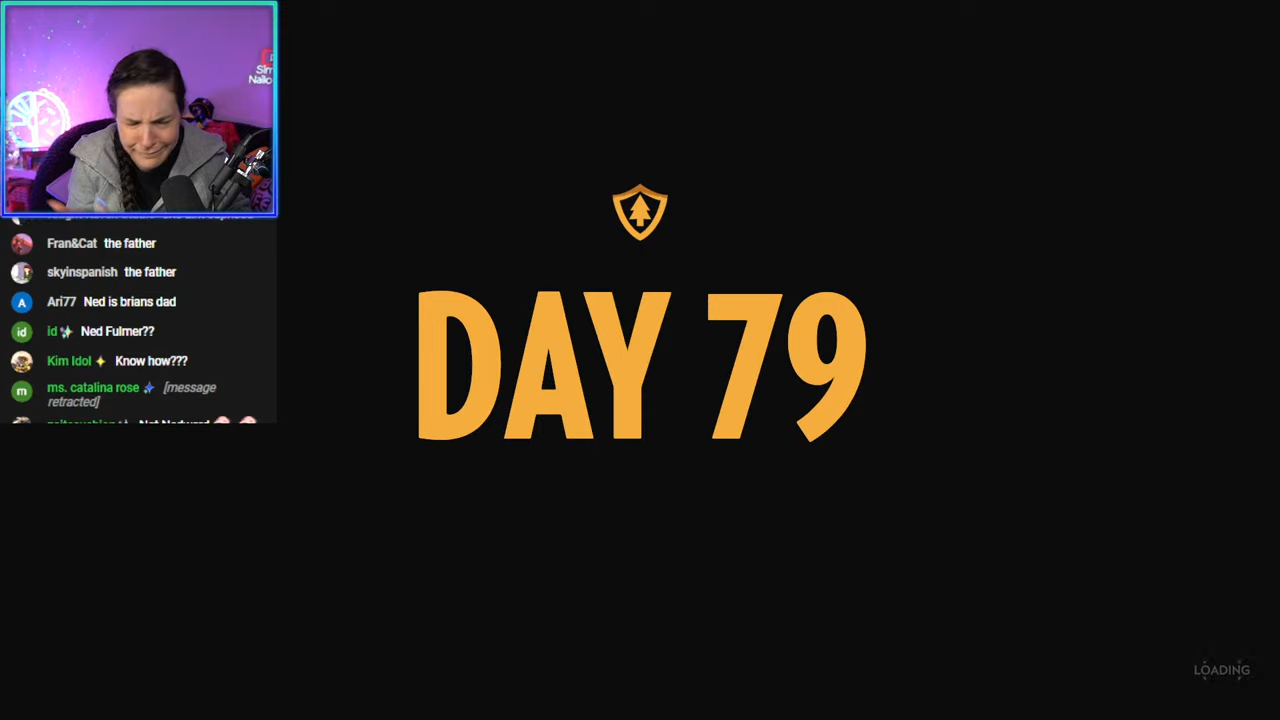 Fran&Cat the father
skyinspanish the father
Ari77 Ned is brians dad
id Ned Fulmer??
Kim Idol Know how???
ms. catalina rose [message
retracted]
DAY 79
LOADING